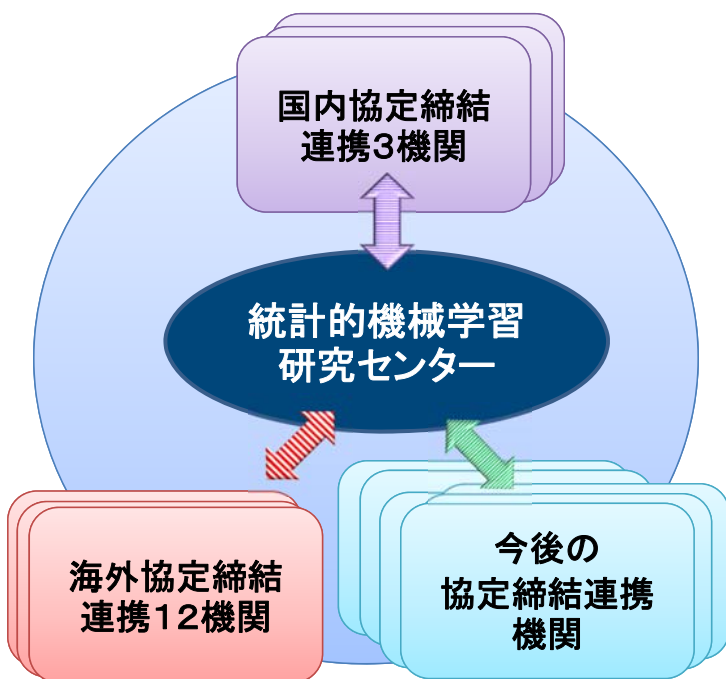 国内協定締結
連携３機関
統計的機械学習
研究センター
海外協定締結
連携１２機関
今後の
協定締結連携
機関